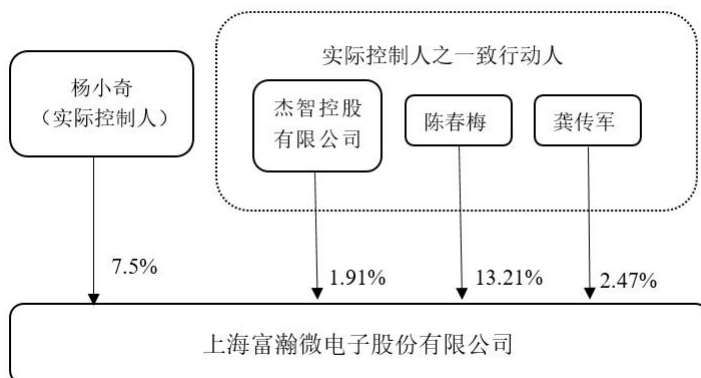 实际控制人之一致行动人
杨小奇
（实际控制人）
杰智控股
有限公司
陈春梅
龚传军
7.5%
1.91%
13.21%
2.47%
上海富瀚微电子股份有限公司